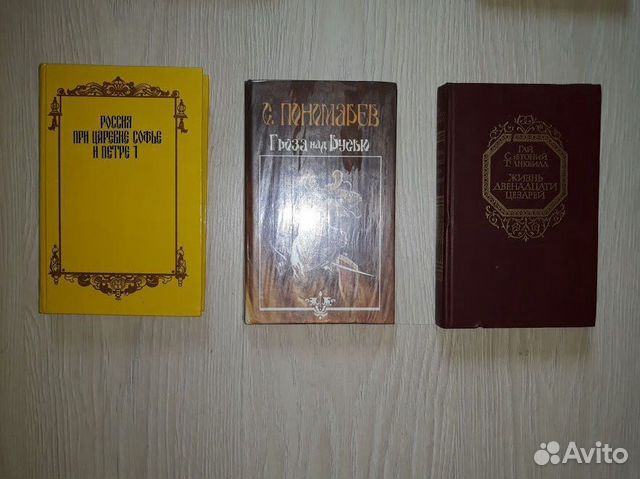 РОССИЯ
ПРИ ЦАРЕВНЕ СОФЬЕ
И ПЕТРЕ I
С. ПОНОМАРЕВ
Гроза над Русью
ГАЙ
СВЕТОНИЙ
ТРАНКВИЛЛ
ЖИЗНЬ
ДВЕНАДЦАТИ
ЦЕЗАРЕЙ
Avito